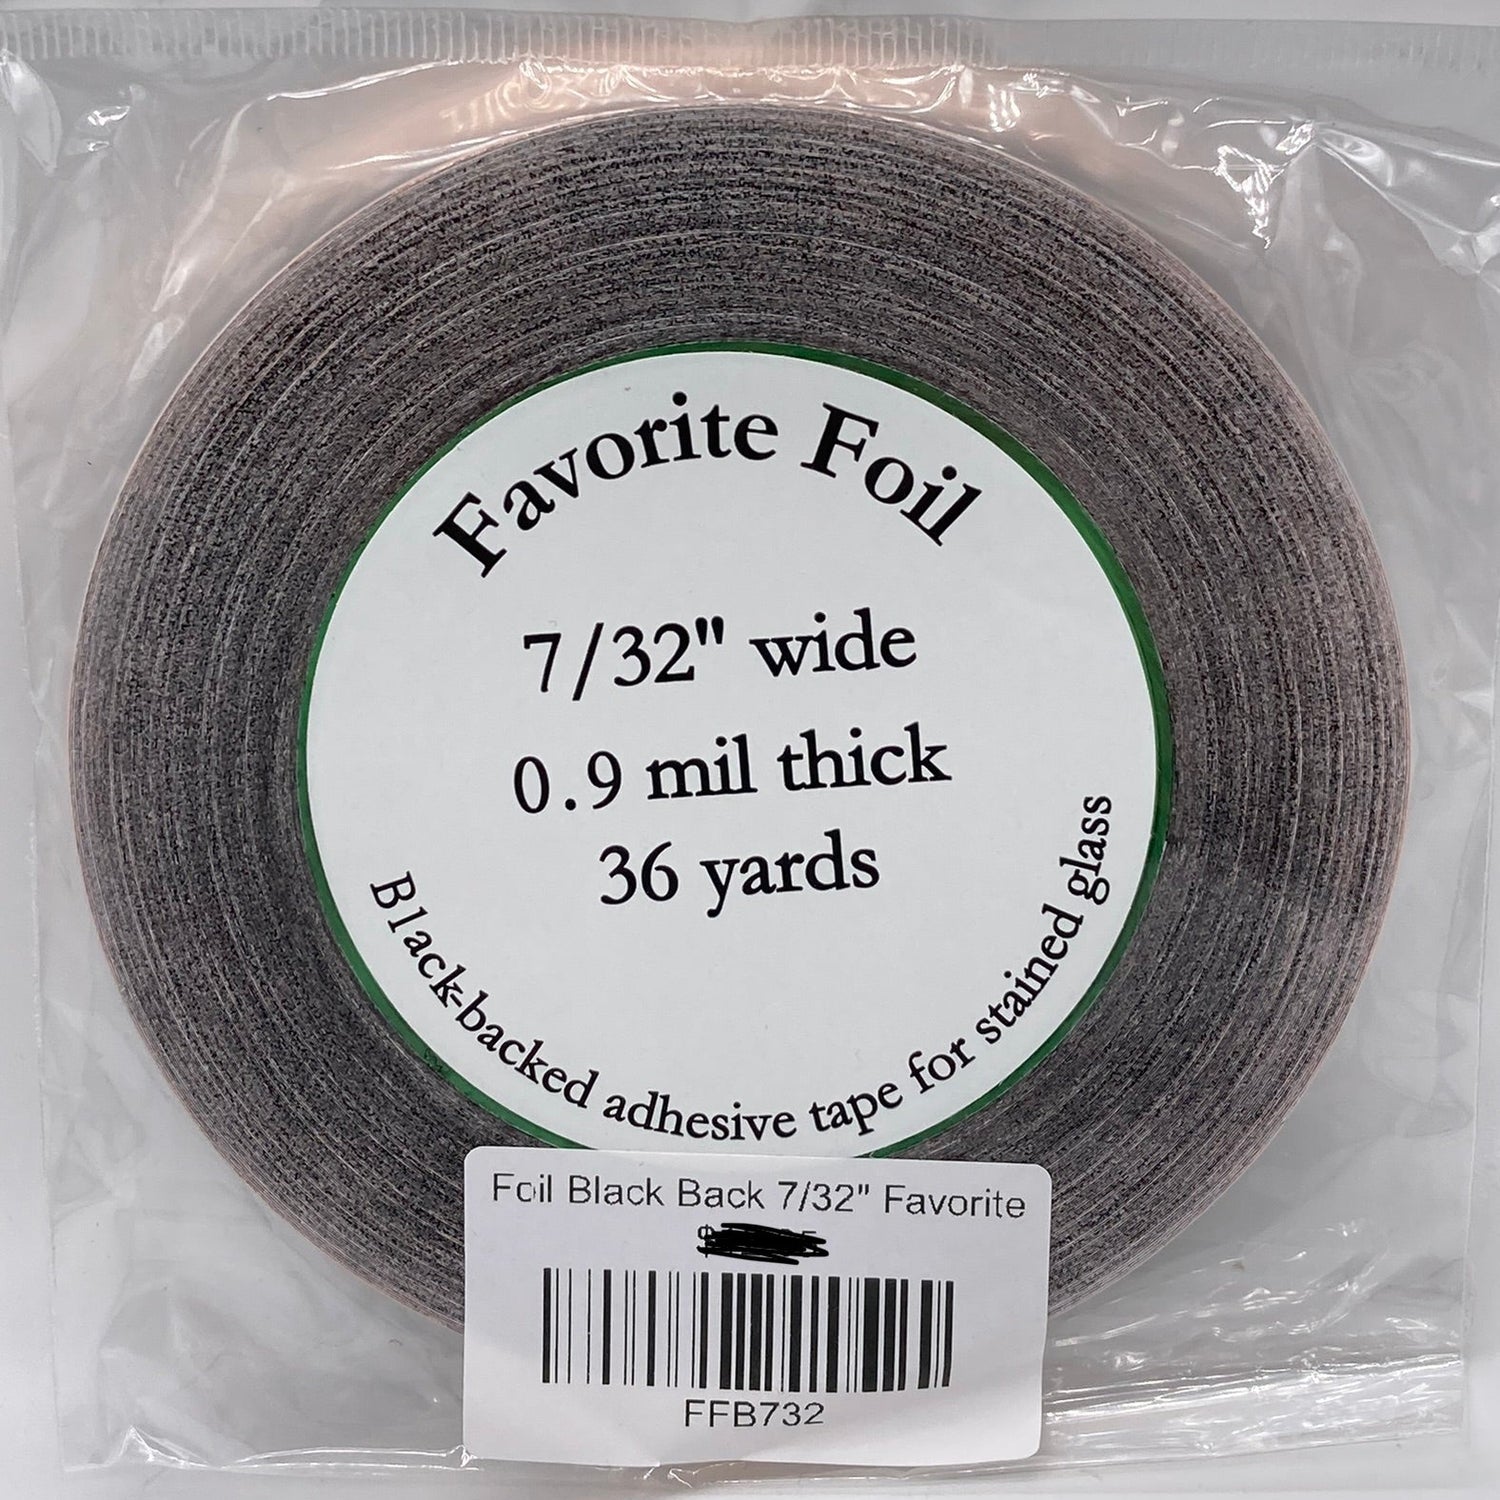 Favorite Foil
7/32" wide
0.9 mil thick
36 yards
Black-backed adhesive tape for stained glass
Foil Black Back 7/32" Favorite
FFB732